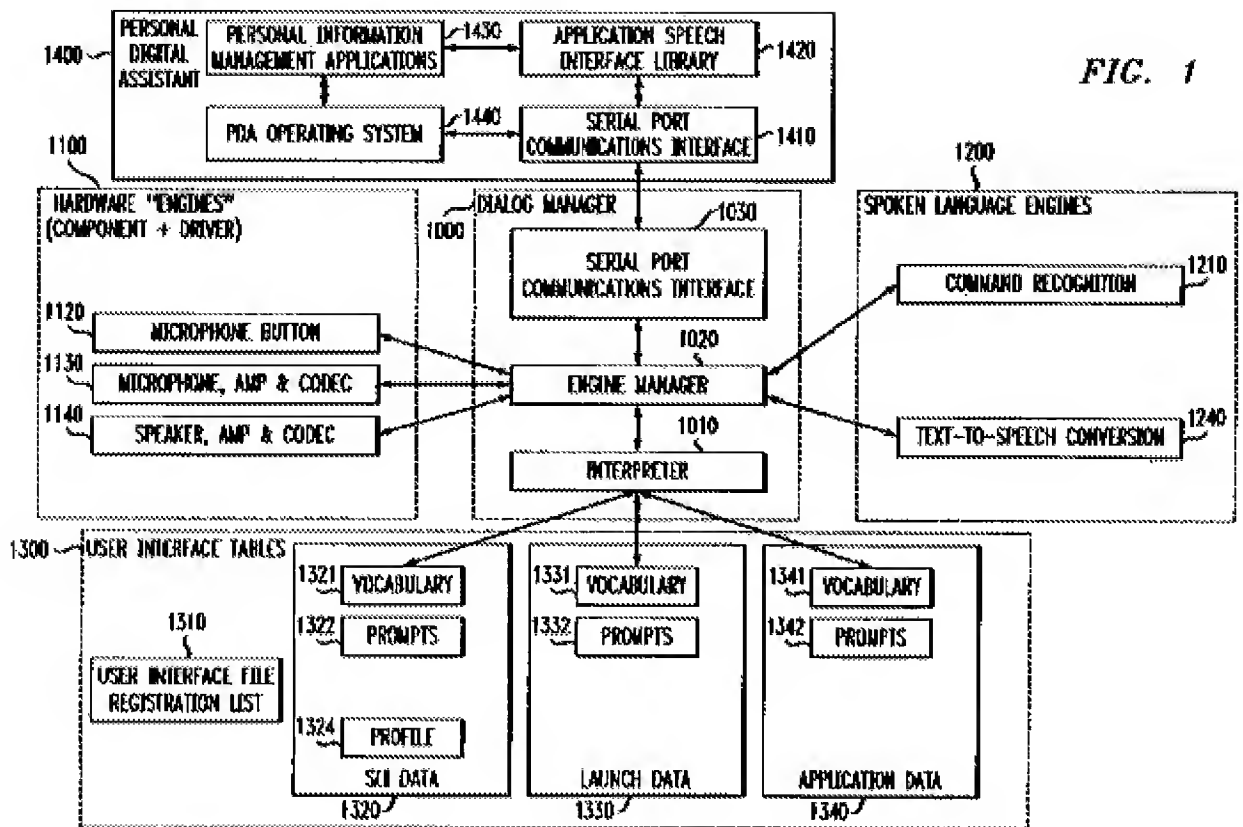 FIG. 1
1400
PERSONAL
DIGITAL
ASSISTANT
PERSONAL INFORMATION
MANAGEMENT APPLICATIONS
1430
APPLICATION SPEECH
INTERFACE LIBRARY
1420
PDA OPERATING SYSTEM
1440
SERIAL PORT
COMMUNICATIONS INTERFACE
1410
1100
HARDWARE "ENGINES"
(COMPONENT + DRIVER)
1120
MICROPHONE BUTTON
1130
MICROPHONE, AMP & CODEC
1140
SPEAKER, AMP & CODEC
1000
DIALOG MANAGER
1030
SERIAL PORT
COMMUNICATIONS INTERFACE
1020
ENGINE MANAGER
1010
INTERPRETER
1200
SPOKEN LANGUAGE ENGINES
COMMAND RECOGNITION
1210
TEXT-TO-SPEECH CONVERSION
1240
1300
USER INTERFACE TABLES
1310
USER INTERFACE FILE
REGISTRATION LIST
1321
VOCABULARY
1322
PROMPTS
1324
PROFILE
SUI DATA
1320
1331
VOCABULARY
1332
PROMPTS
LAUNCH DATA
1330
1341
VOCABULARY
1342
PROMPTS
APPLICATION DATA
1340